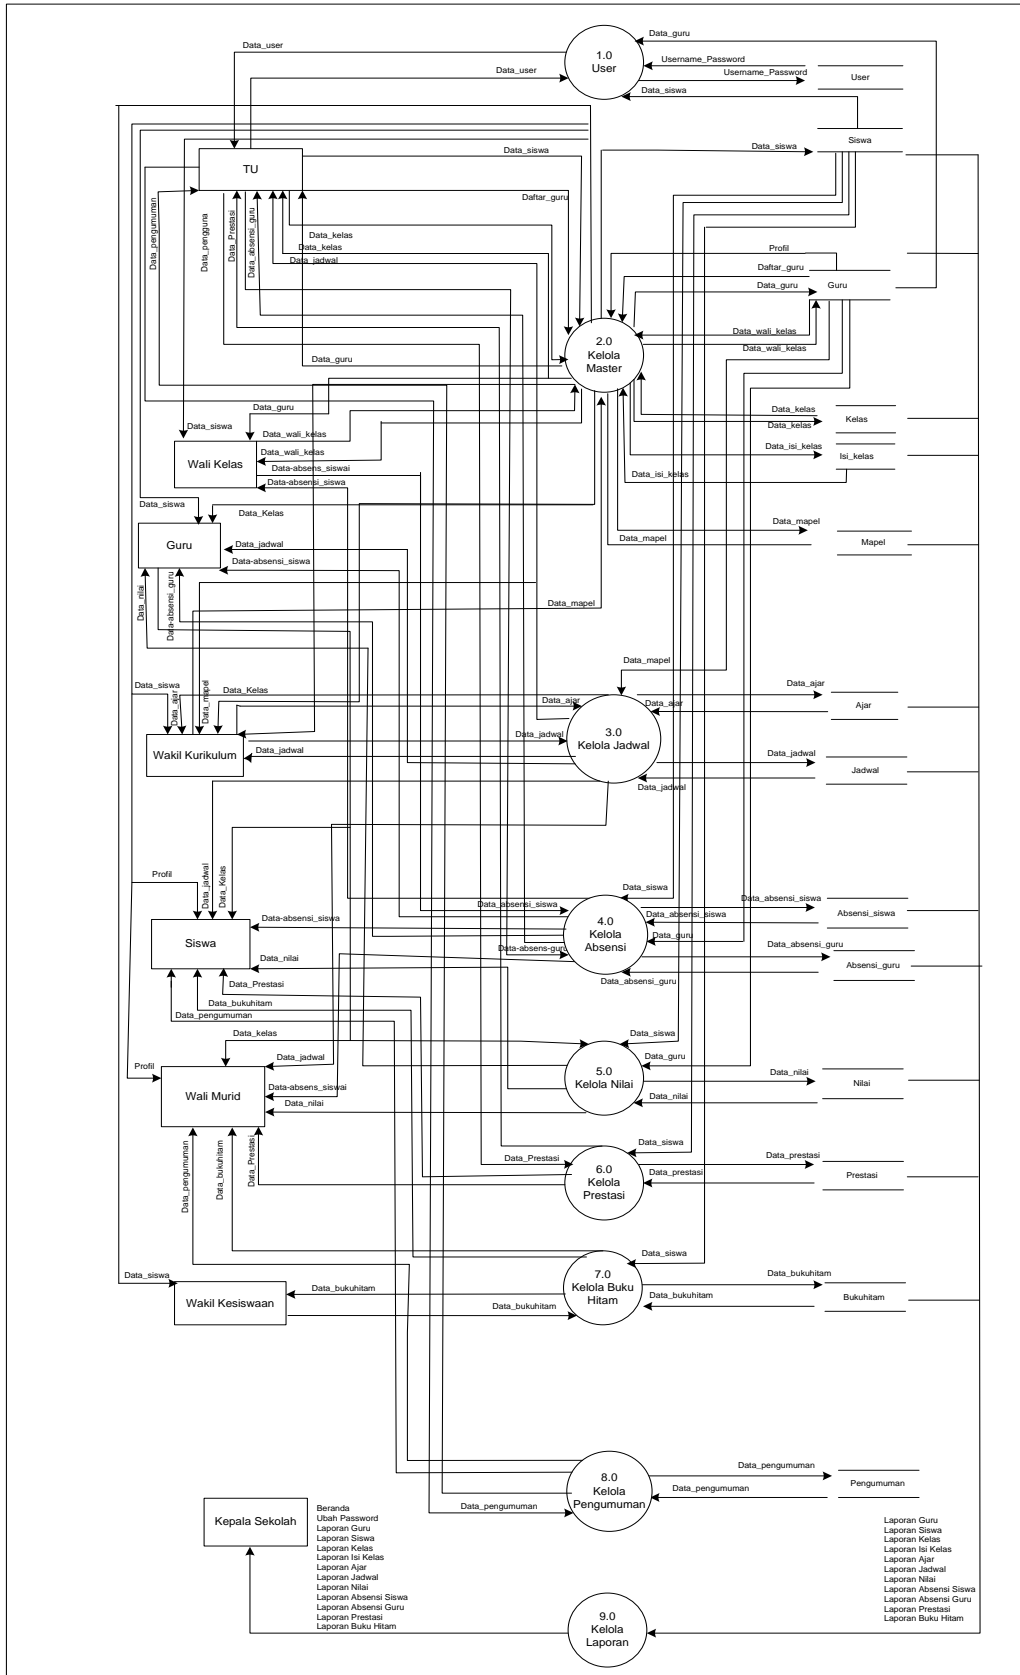 Data_guru
Data_user
1.0
User
Username_Password
Data_user
Username_Password
User
Data_siswa
Siswa
Data_siswa
Data_siswa
TU
Daftar_guru
Data_pengumuman
Data_pengguna
Data_Prestasi
Data_absensi_guru
Data_kelas
Data_kelas
Data_jadwal
Profil
Daftar_guru
Data_guru
Guru
Data_wali_kelas
Data_wali_kelas
2.0
Kelola
Master
Data_guru
Data_guru
Data_kelas
Kelas
Data_kelas
Data_siswa
Data_wali_kelas
Data_wali_kelas
Data_isi_kelas
Isi_kelas
Data_isi_kelas
Wali Kelas
Data-absens_siswai
Data-absensi_siswa
Data_siswa
Data_Kelas
Data_mapel
Data_mapel
Mapel
Guru
Data_jadwal
Data-absensi_siswa
Data_nilai
Data-absensi_guru
Data_mapel
Data_mapel
Data_siswa
Data_ajar
Data_mapel
Data_Kelas
Data_ajar
Data_ajar
Data_ajar
Ajar
Wakil Kurikulum
Data_jadwal
Data_jadwal
3.0
Kelola Jadwal
Data_jadwal
Jadwal
Data_jadwal
Profil
Data_jadwal
Data_Kelas
Data_siswa
Data_absensi_siswa
Data_absensi_siswa
Absensi_siswa
Data_absensi_siswa
Data-absensi_siswa
4.0
Kelola
Absensi
Siswa
Data_guru
Data-absens-guru
Data_absensi_guru
Absensi_guru
Data_absensi_guru
Data_nilai
Data_Prestasi
Data_bukuhitam
Data_pengumuman
Data_kelas
Data_siswa
Data_jadwal
Data_guru
Profil
Wali Murid
5.0
Kelola Nilai
Data_nilai
Nilai
Data_nilai
Data-absens_siswai
Data_nilai
Data_pengumuman
Data_bukuhitam
Data_Prestasi
Data_siswa
Data_Prestasi
6.0
Kelola
Prestasi
Data_prestasi
Prestasi
Data_prestasi
Data_siswa
Data_siswa
7.0
Kelola Buku
Hitam
Data_bukuhitam
Bukuhitam
Data_bukuhitam
Wakil Kesiswaan
Data_bukuhitam
Data_bukuhitam
8.0
Kelola
Pengumuman
Data_pengumuman
Pengumuman
Data_pengumuman
Data_pengumuman
Kepala Sekolah
Beranda
Ubah Password
Laporan Guru
Laporan Siswa
Laporan Kelas
Laporan Isi Kelas
Laporan Ajar
Laporan Jadwal
Laporan Nilai
Laporan Absensi Siswa
Laporan Absensi Guru
Laporan Prestasi
Laporan Buku Hitam
Laporan Guru
Laporan Siswa
Laporan Kelas
Laporan Isi Kelas
Laporan Ajar
Laporan Jadwal
Laporan Nilai
Laporan Absensi Siswa
Laporan Absensi Guru
Laporan Prestasi
Laporan Buku Hitam
9.0
Kelola
Laporan